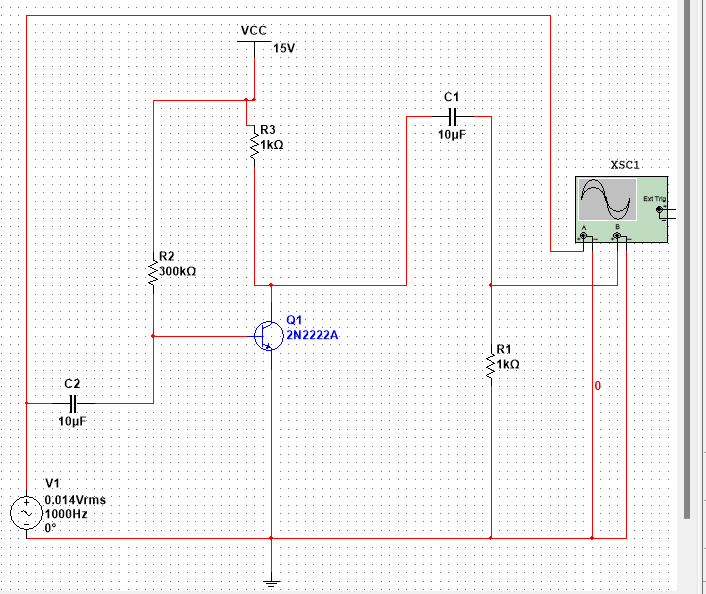 VCC
15V
R3
1kΩ
C1
10µF
XSC1
Ext Trig
+
-
A
B
+
-
+
-
R2
300kΩ
Q1
2N2222A
R1
1kΩ
0
C2
10µF
V1
0.014Vrms
1000Hz
0°